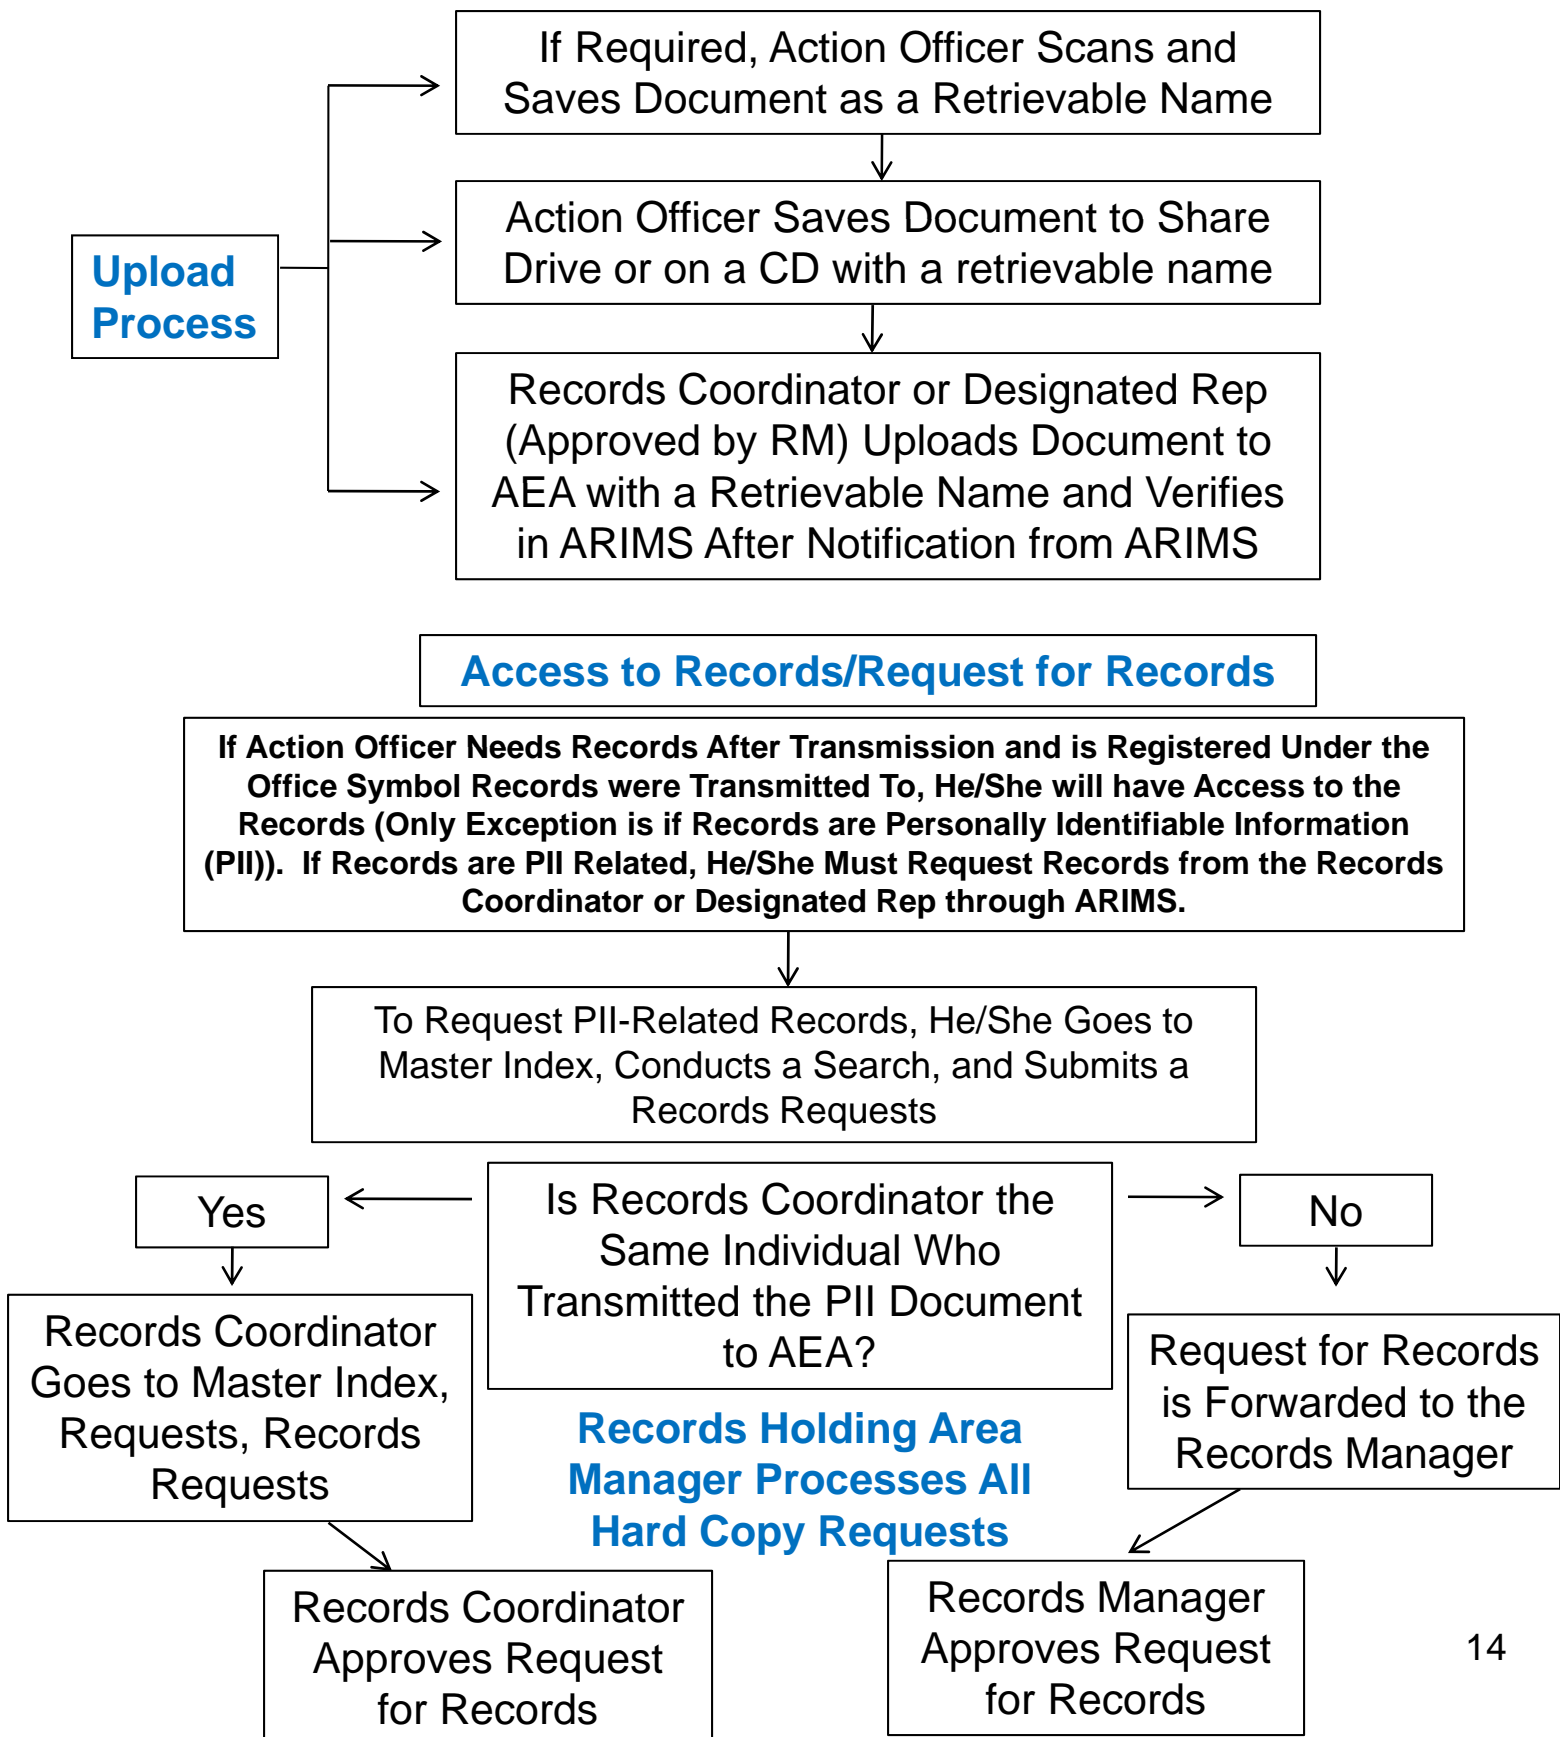 If Required, Action Officer Scans and
Saves Document as a Retrievable Name
Action Officer Saves Document to Share
Drive or on a CD with a retrievable name
Upload
Process
Records Coordinator or Designated Rep
(Approved by RM) Uploads Document to
AEA with a Retrievable Name and Verifies
in ARIMS After Notification from ARIMS
Access to Records/Request for Records
If Action Officer Needs Records After Transmission and is Registered Under the
Office Symbol Records were Transmitted To, He/She will have Access to the
Records (Only Exception is if Records are Personally Identifiable Information
(PII)). If Records are PII Related, He/She Must Request Records from the Records
Coordinator or Designated Rep through ARIMS.
To Request PII-Related Records, He/She Goes to
Master Index, Conducts a Search, and Submits a
Records Requests
Yes
Is Records Coordinator the
Same Individual Who
Transmitted the PII Document
to AEA?
No
Records Coordinator
Goes to Master Index,
Requests, Records
Requests
Request for Records
is Forwarded to the
Records Manager
Records Holding Area
Manager Processes All
Hard Copy Requests
Records Coordinator
Approves Request
for Records
Records Manager
Approves Request
for Records
14